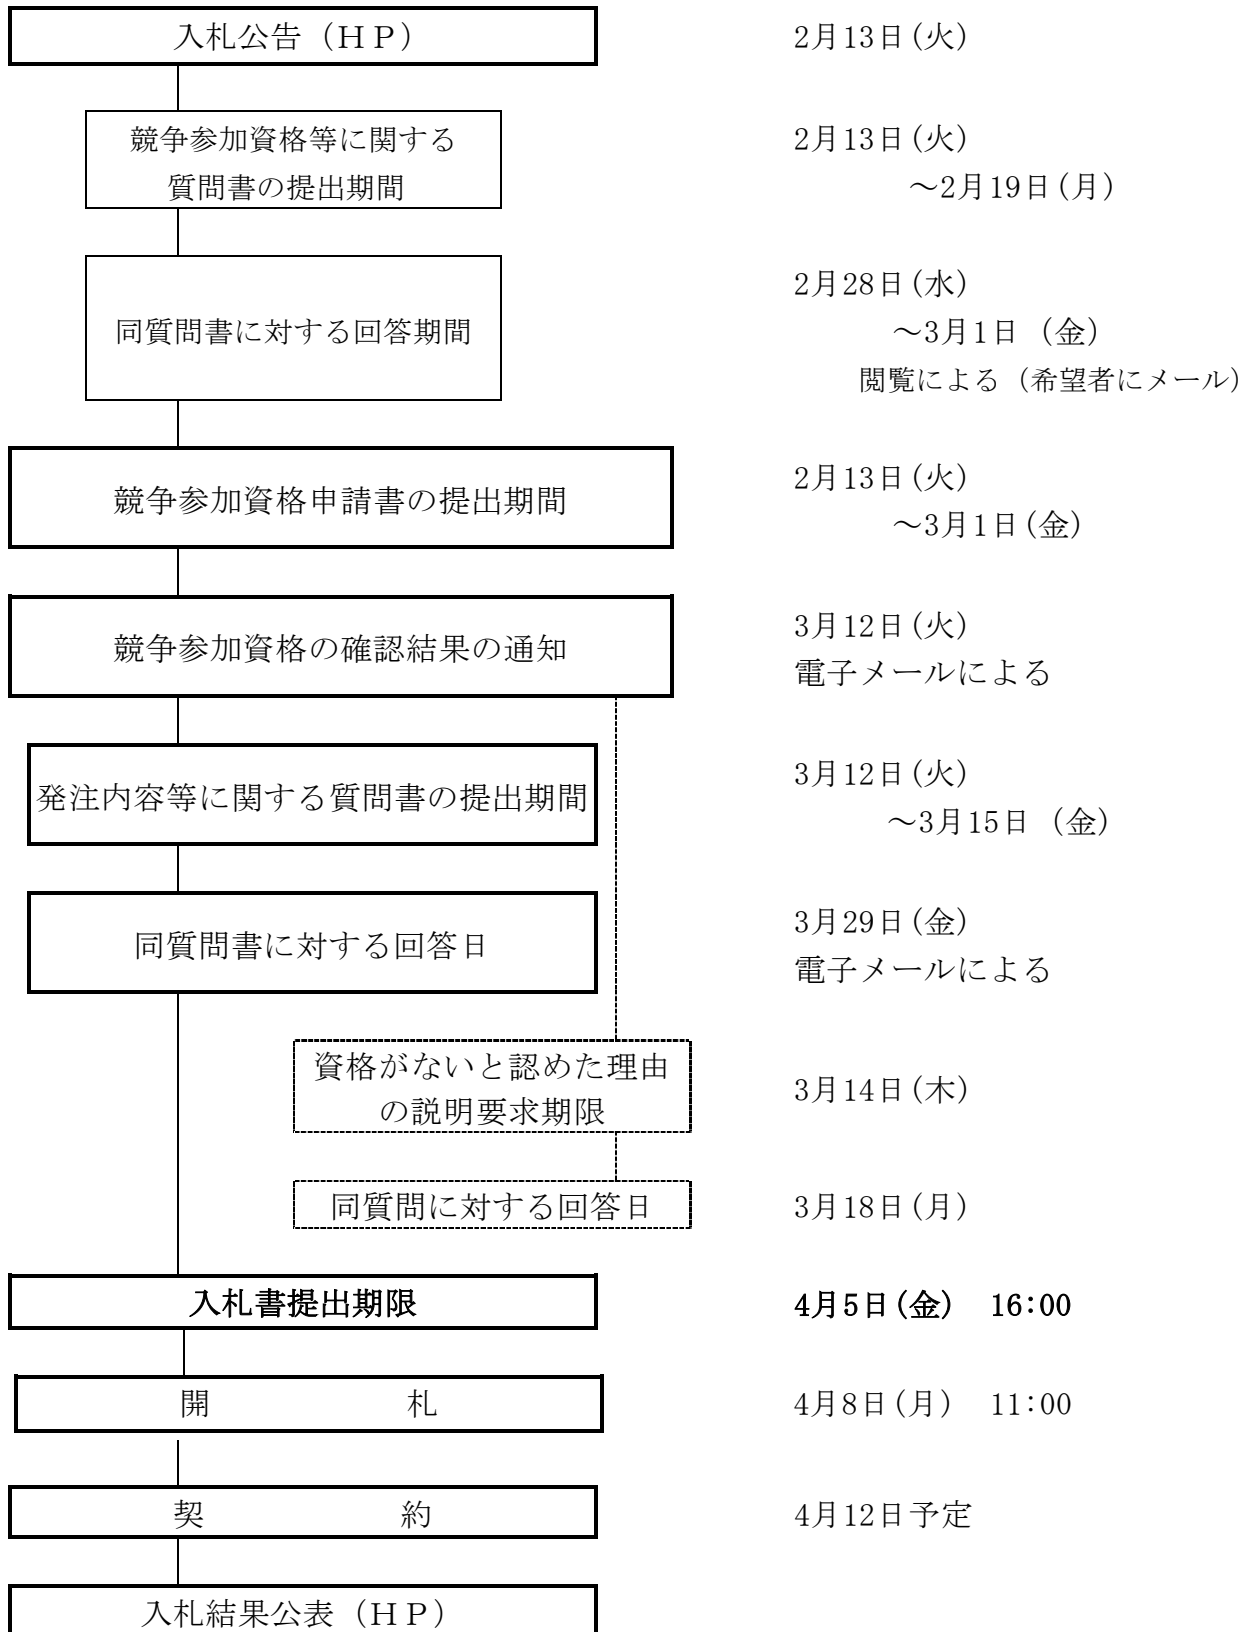 入札公告（ＨＰ）
2月13日(火)
競争参加資格等に関する
質問書の提出期間
2月13日(火)
～2月19日(月)
同質問書に対する回答期間
2月28日(水)
～3月1日（金）
閲覧による（希望者にメール）
競争参加資格申請書の提出期間
2月13日(火)
～3月1日(金)
競争参加資格の確認結果の通知
3月12日(火)
電子メールによる
発注内容等に関する質問書の提出期間
3月12日(火)
～3月15日（金）
同質問書に対する回答日
3月29日(金)
電子メールによる
資格がないと認めた理由
の説明要求期限
3月14日(木)
同質問に対する回答日
3月18日(月)
入札書提出期限
4月5日(金)　16:00
開　　　　　　札
4月8日(月)　11:00
契　　　　　　約
4月12日予定
入札結果公表（ＨＰ）